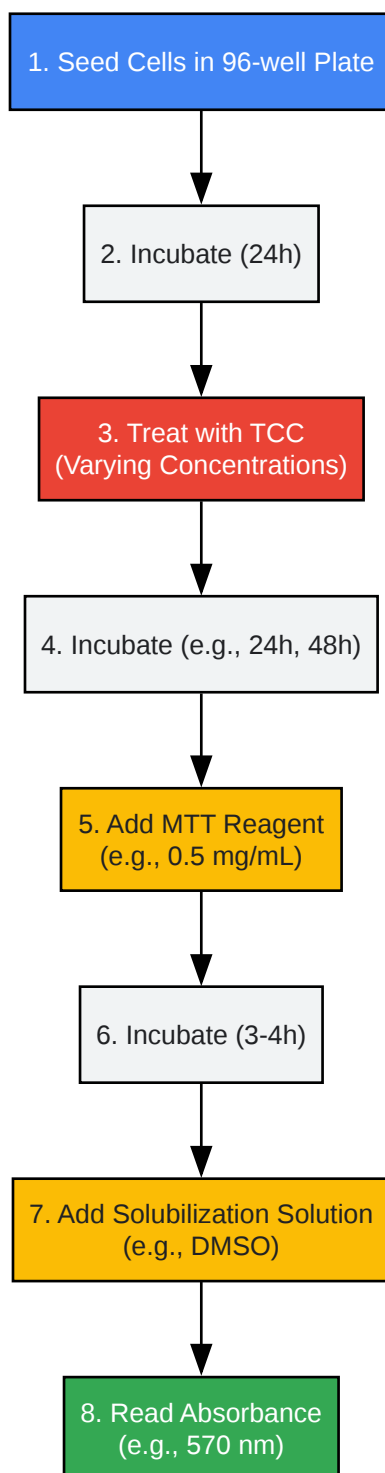 1. Seed Cells in 96-well Plate
2. Incubate (24h)
3. Treat with TCC
(Varying Concentrations)
4. Incubate (e.g., 24h, 48h)
5. Add MTT Reagent
(e.g., 0.5 mg/mL)
6. Incubate (3-4h)
7. Add Solubilization Solution
(e.g., DMSO)
8. Read Absorbance
(e.g., 570 nm)